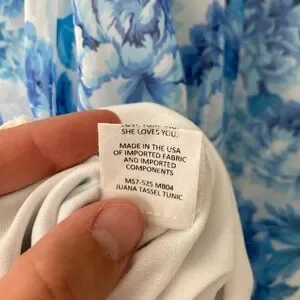 SHE LOVES YOU.
MADE IN THE USA
OF IMPORTED FABRIC
AND IMPORTED
COMPONENTS
MS7-525 MB04
JUANA TASSEL TUNIC